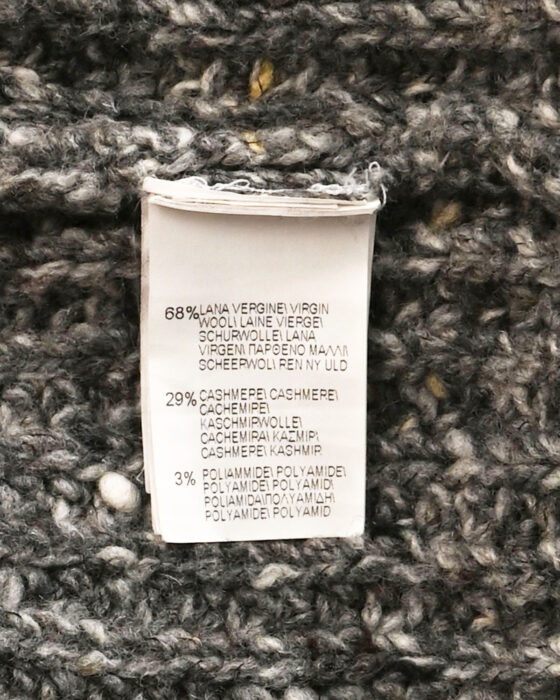 68% LANA VERGINE\ VIRGIN
WOOL\ LAINE VIERGE\
SCHURWOLLE\ LANA
VIRGEN\ ΠΑΡΘΕΝΟ ΜΑΛΛΙ\
SCHEERWOL\ REN NY ULD
29% CASHMERE\ CASHMERE\
CACHEMIRE\
KASCHMIRWOLLE\
CACHEMIRA\ ΚΑΣΜΙΡ\
CASHMERE\ KASHMIR
3% POLIAMMIDE\ POLYAMIDE\
POLYAMIDE\ POLYAMID\
POLIAMIDA\ ΠΟΛΥΑΜΙΔΗ\
POLYAMIDE\ POLYAMID